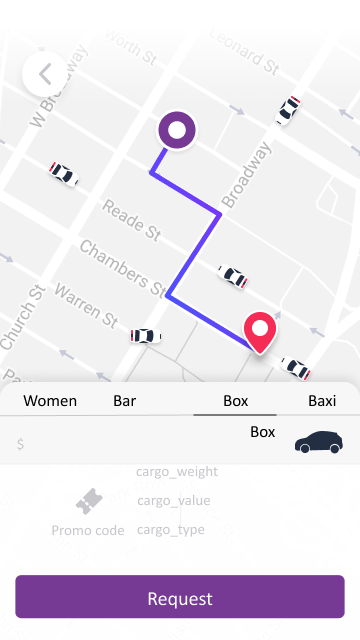 Worth St
Leonard St
W Broadway
Broadway
Reade St
Chambers St
Warren St
Church St
Women Bar Box Baxi
Box
$
cargo_weight
cargo_value
Promo code cargo_type
Request